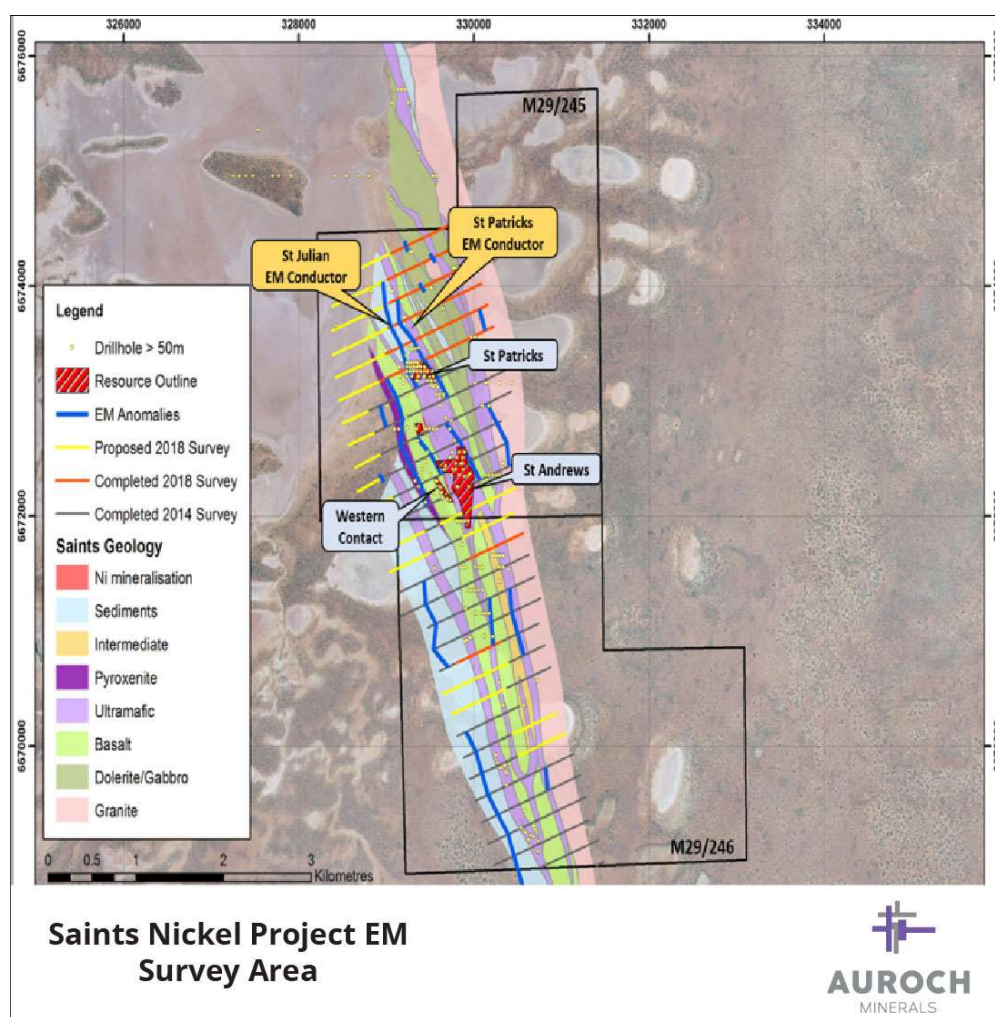 326000
328000
330000
332000
334000
6676000
M29/245
St Patricks
EM Conductor
St Julian
EM Conductor
6674000
Legend
Drillhole > 50m
Resource Outline
EM Anomalies
Proposed 2018 Survey
Completed 2018 Survey
Completed 2014 Survey
St Patricks
St Andrews
Western
Contact
6672000
Saints Geology
Ni mineralisation
Sediments
Intermediate
Pyroxenite
Ultramafic
Basalt
Dolerite/Gabbro
Granite
6670000
M29/246
0 0.5 1 2 3
Kilometres
Saints Nickel Project EM
Survey Area
AUROCH
MINERALS